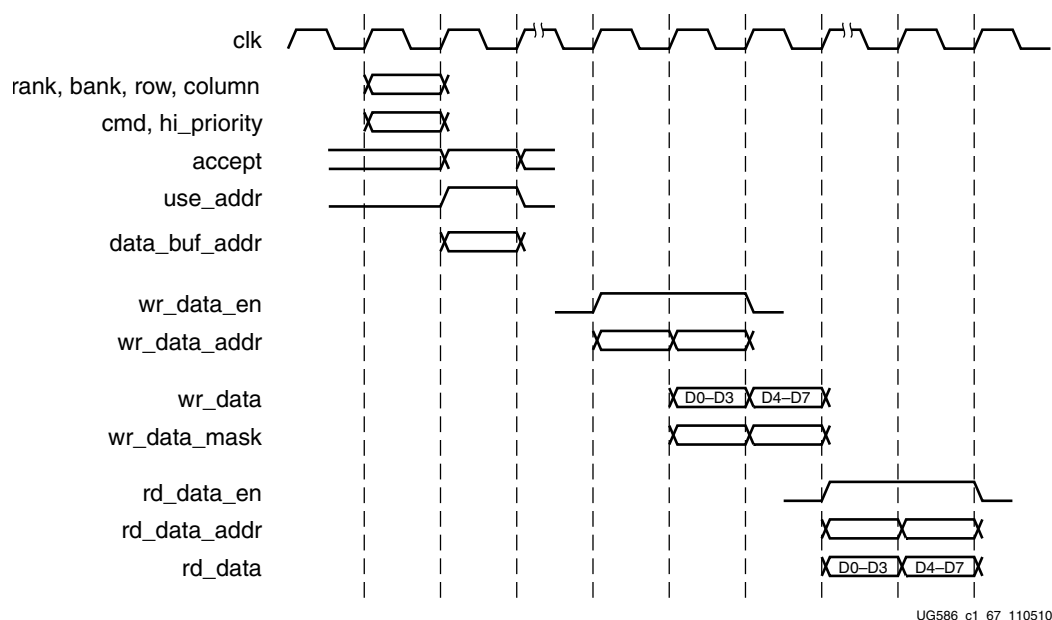 clk
rank, bank, row, column
cmd, hi_priority
accept
use_addr
data_buf_addr
wr_data_en
wr_data_addr
wr_data D0–D3 D4–D7
wr_data_mask
rd_data_en
rd_data_addr
rd_data D0–D3 D4–D7
UG586_c1_67_110510